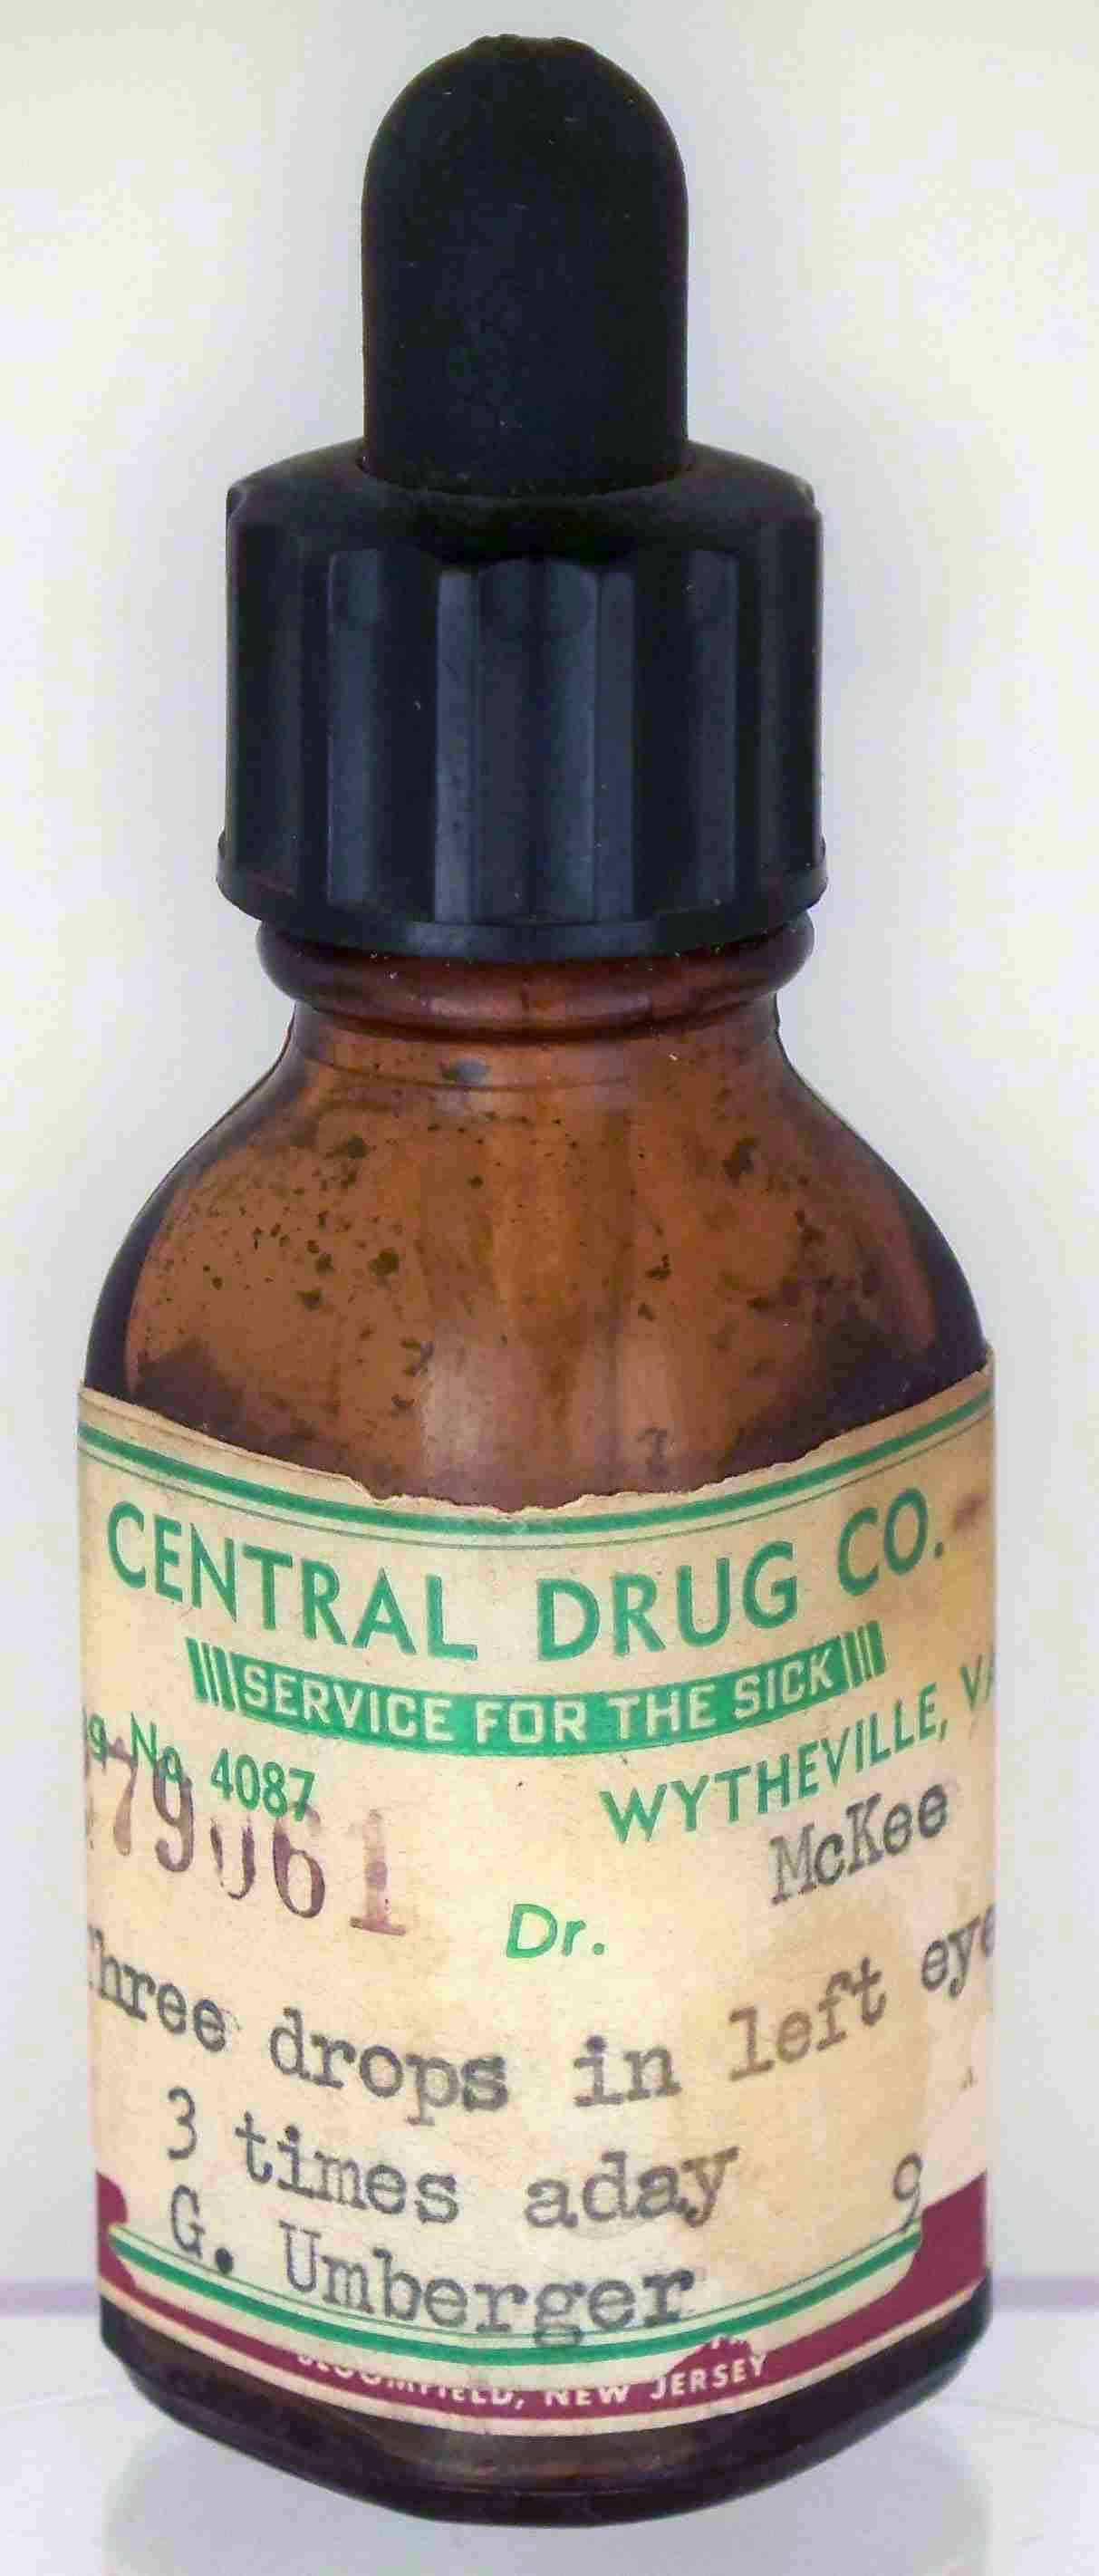 CENTRAL DRUG CO.
SERVICE FOR THE SICK
No 4087
WYTHEVILLE, VA
79061
McKee
Dr.
Three drops in left eye
3 times aday
G. Umberger 9
BLOOMFIELD, NEW JERSEY